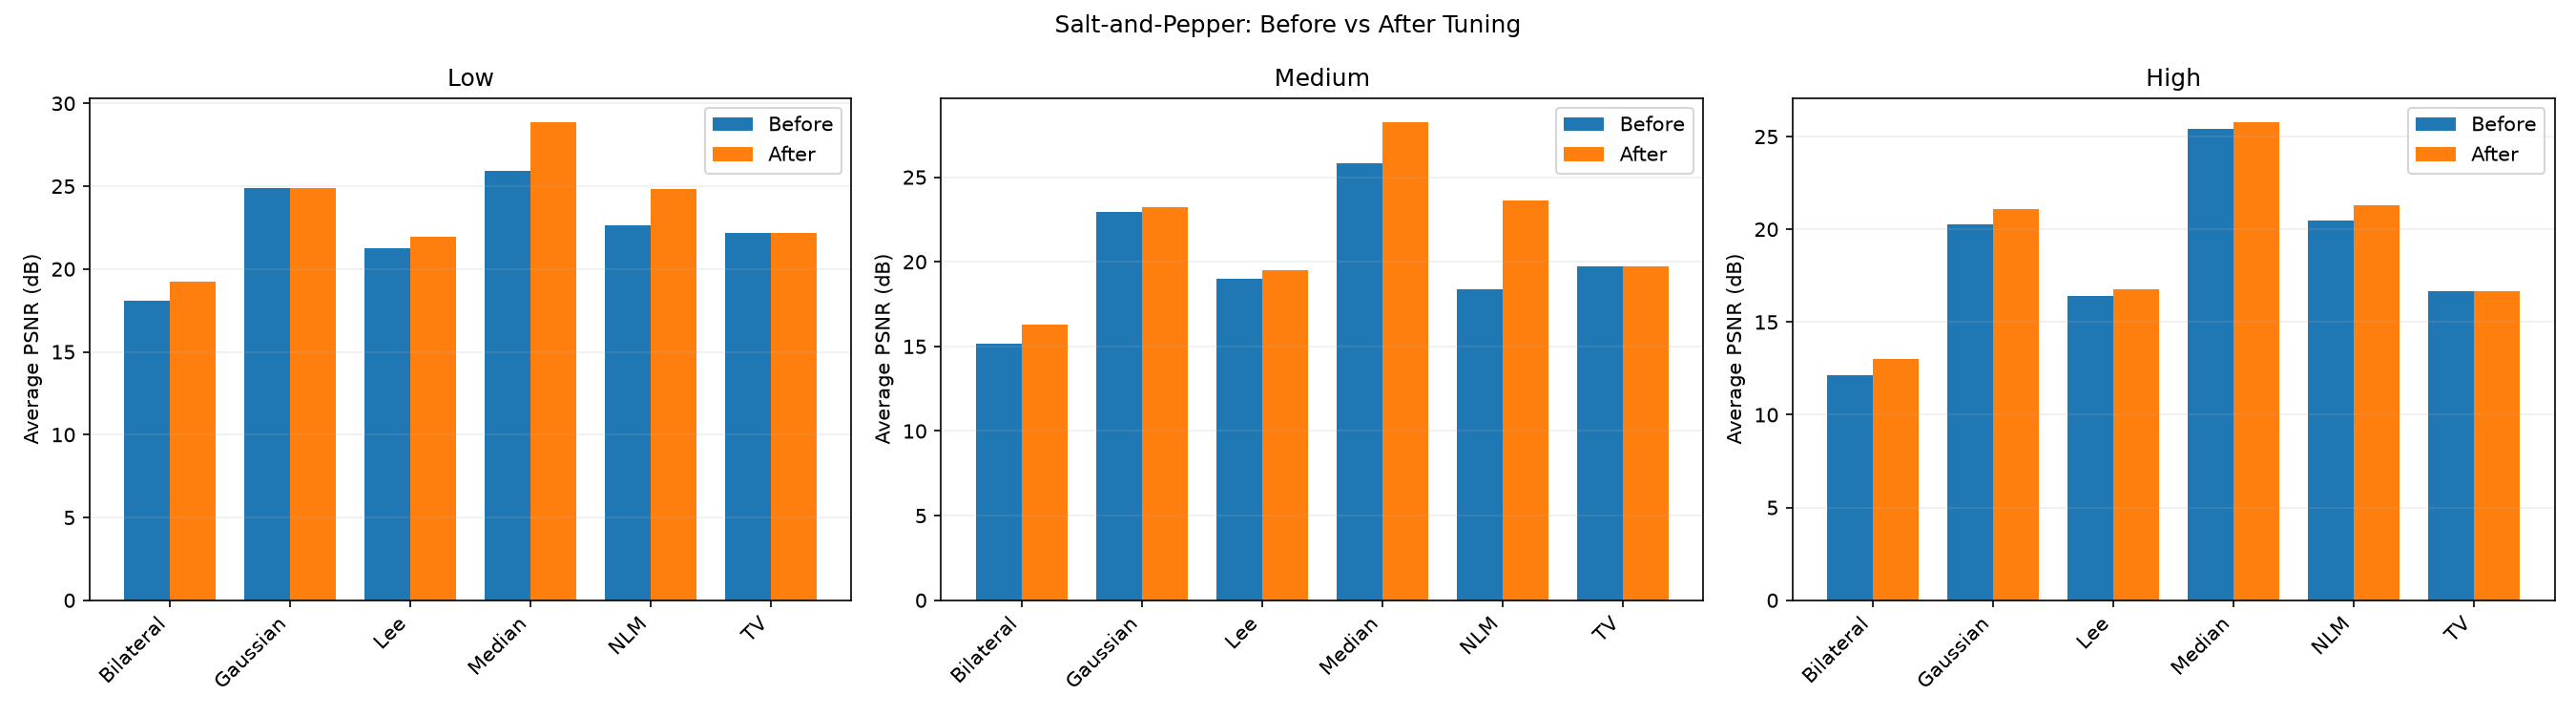 Salt-and-Pepper: Before vs After Tuning
Low
Average PSNR (dB)
30
25
20
15
10
5
0
Before
After
Bilateral
Gaussian
Lee
Median
NLM
TV
Medium
Average PSNR (dB)
25
20
15
10
5
0
Before
After
Bilateral
Gaussian
Lee
Median
NLM
TV
High
Average PSNR (dB)
25
20
15
10
5
0
Before
After
Bilateral
Gaussian
Lee
Median
NLM
TV